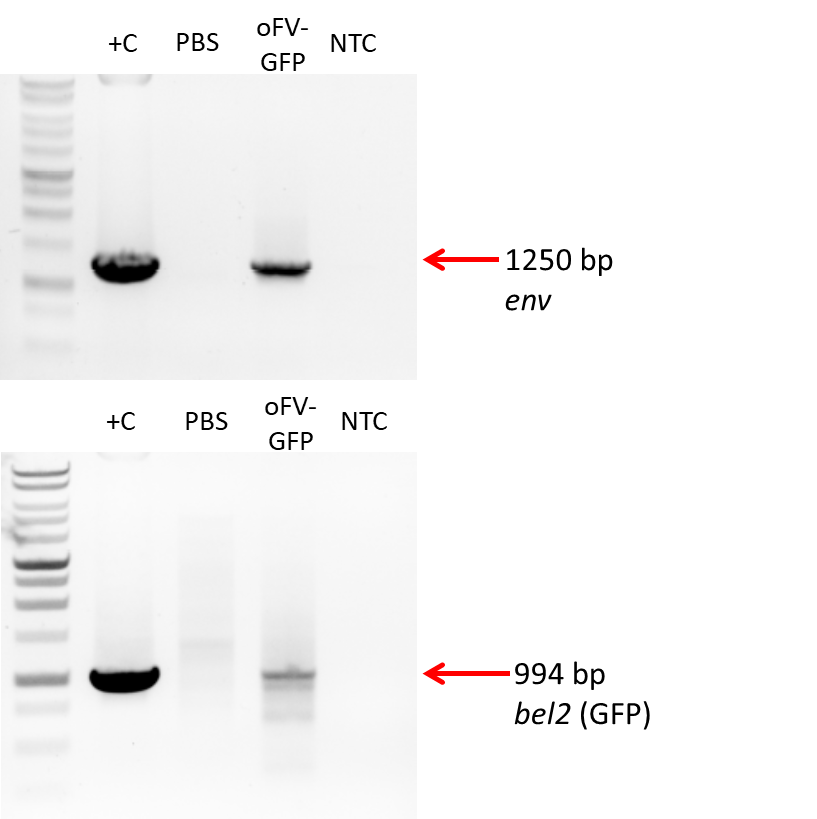 +C PBS oFV-
GFP NTC
1250 bp
env
+C PBS oFV-
GFP NTC
994 bp
bel2 (GFP)